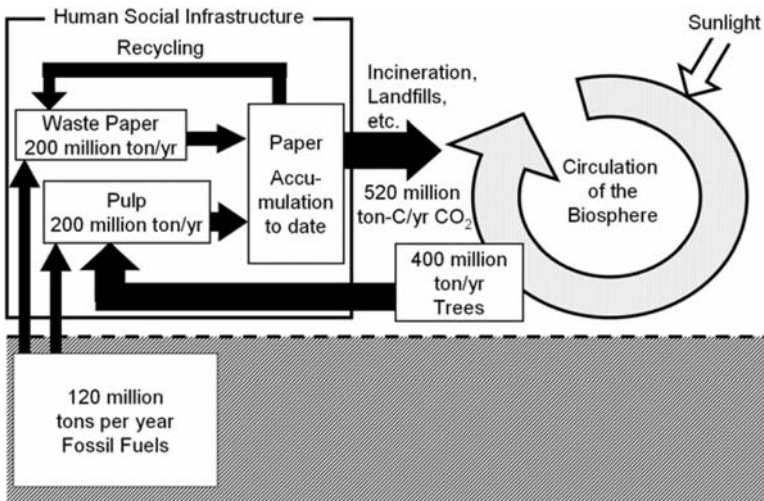 Human Social Infrastructure
Recycling
Waste Paper
200 million ton/yr
Pulp
200 million ton/yr
Paper
Accu-
mulation
to date
Incineration,
Landfills,
etc.
520 million
ton-C/yr CO₂
400 million
ton/yr
Trees
Sunlight
Circulation
of the
Biosphere
120 million
tons per year
Fossil Fuels